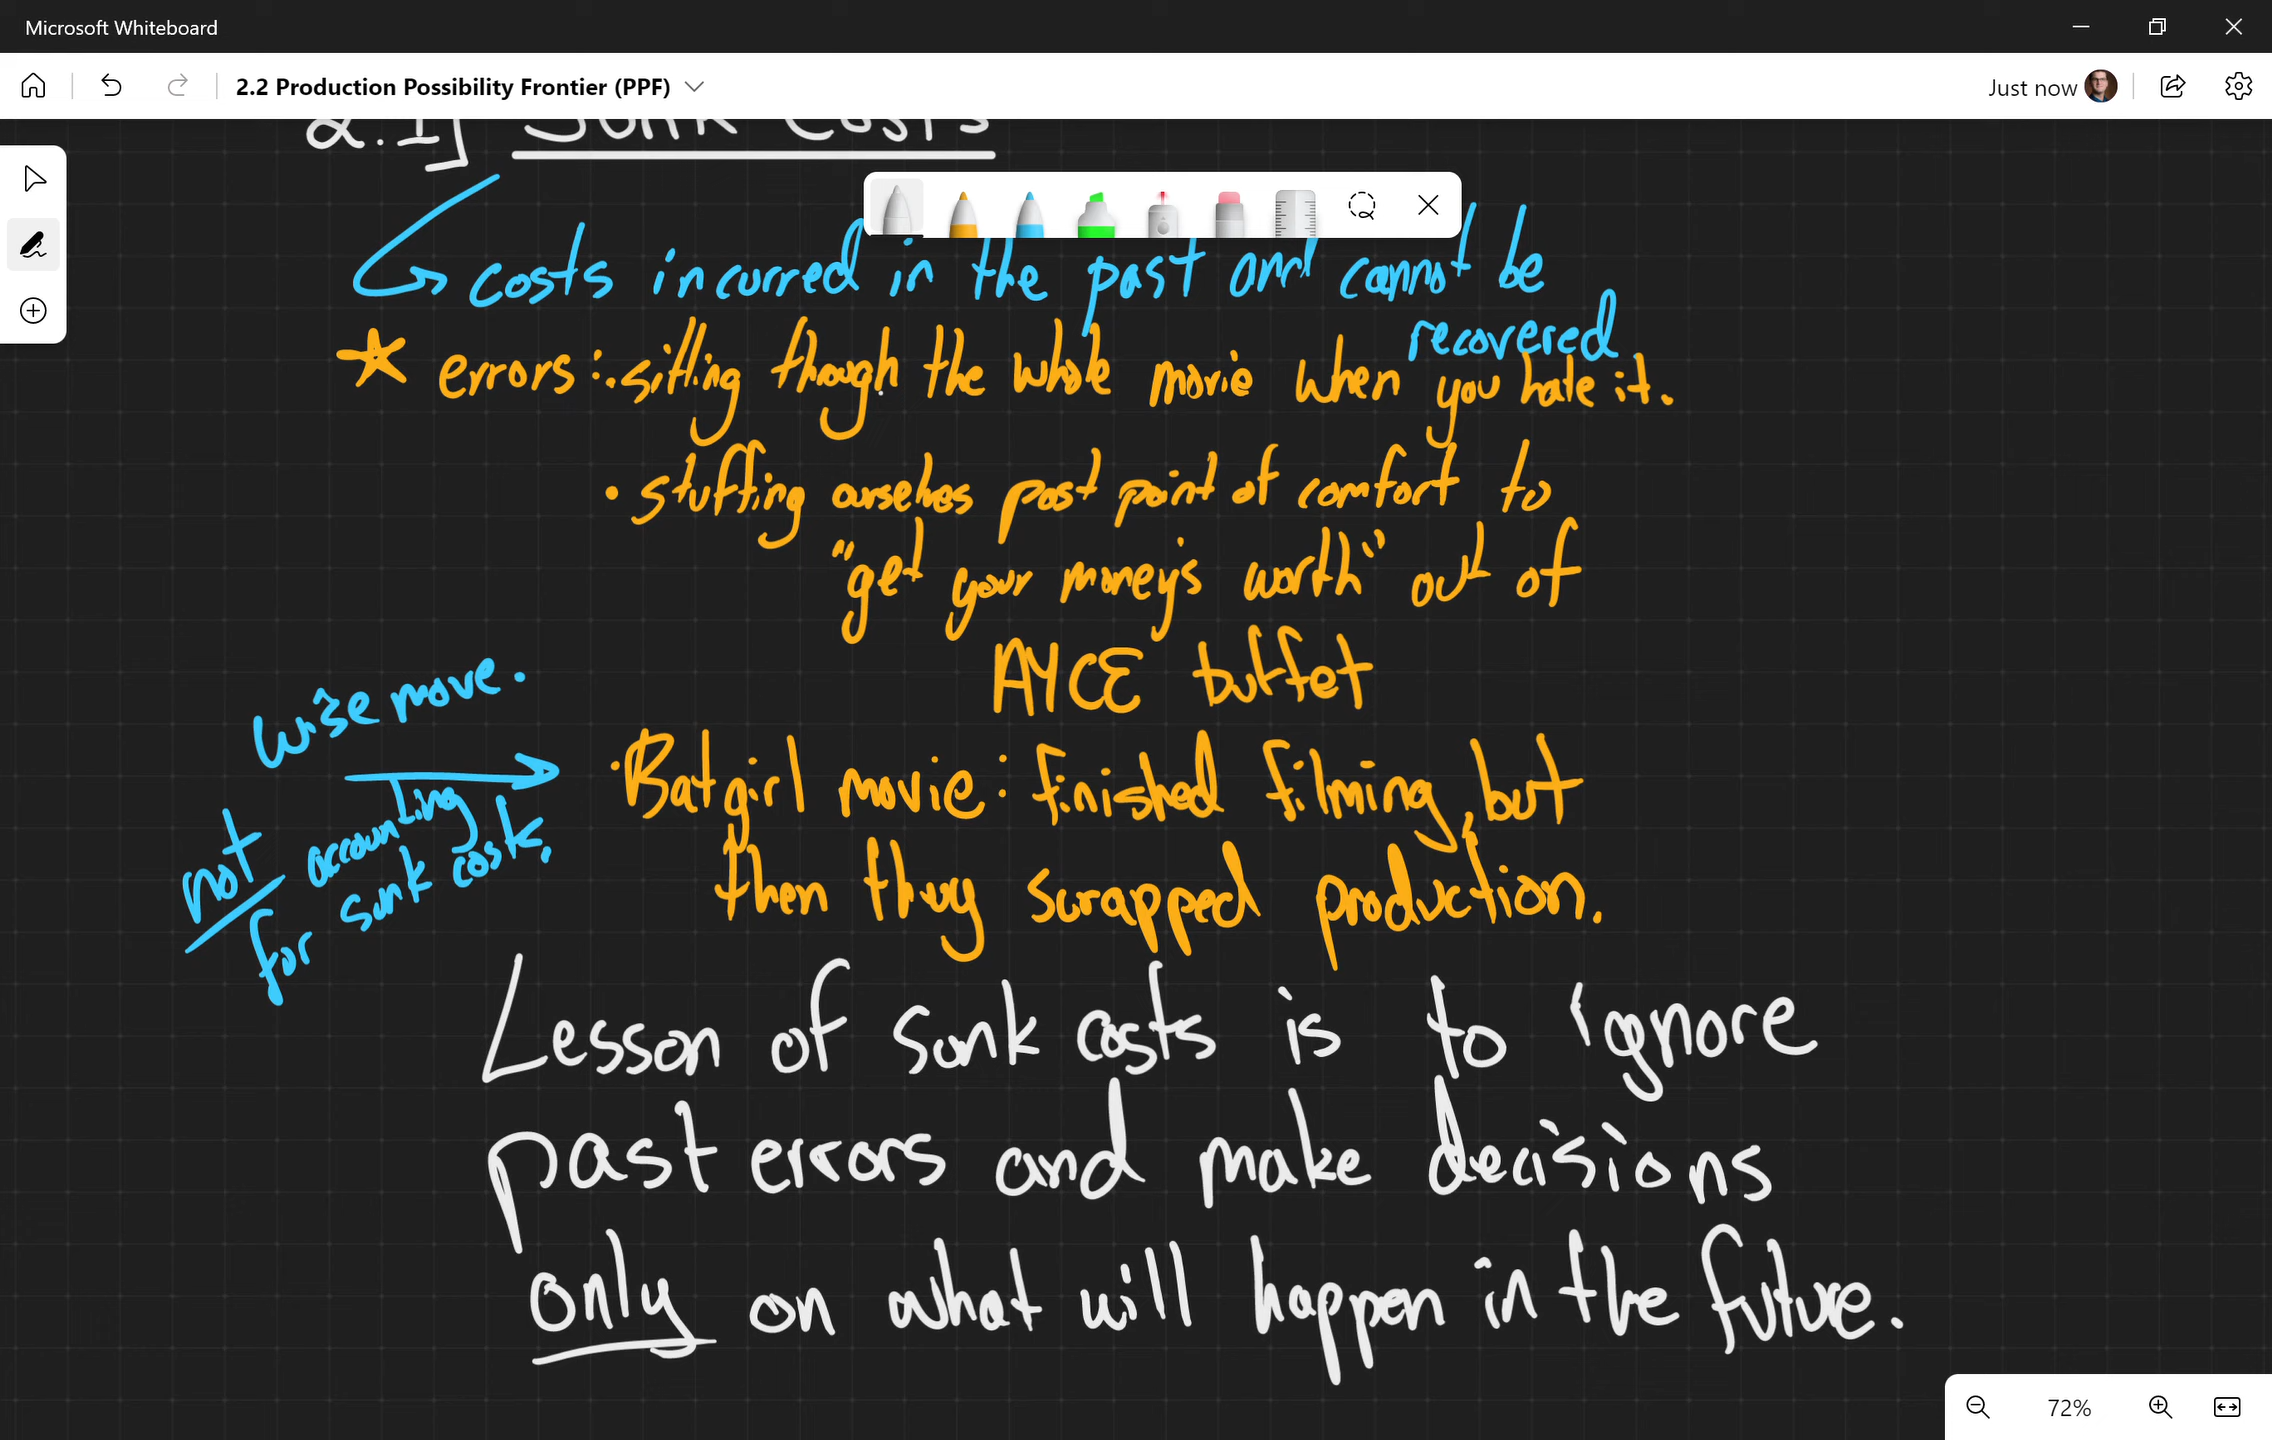 Microsoft Whiteboard
2.2 Production Possibility Frontier (PPF)
Just now
2.1] Sunk Costs
costs incurred in the past and cannot be
recovered.
errors: • sitting though the whole movie when you hate it.
• stuffing ourselves past point of comfort to
"get your money's worth" out of
AYCE buffet
wise move.
• Batgirl movie: finished filming, but
then they scrapped production.
not accounting
for sunk costs.
Lesson of sunk costs is to ignore
past errors and make decisions
only on what will happen in the future.
72%